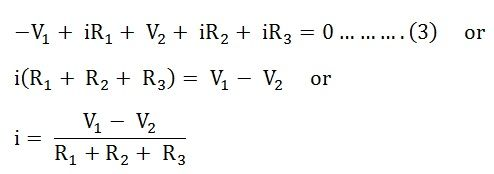 −V₁ + iR₁ + V₂ + iR₂ + iR₃ = 0 … … … . (3) or
i(R₁ + R₂ + R₃) = V₁ − V₂ or
i = (V₁ − V₂) / (R₁ + R₂ + R₃)